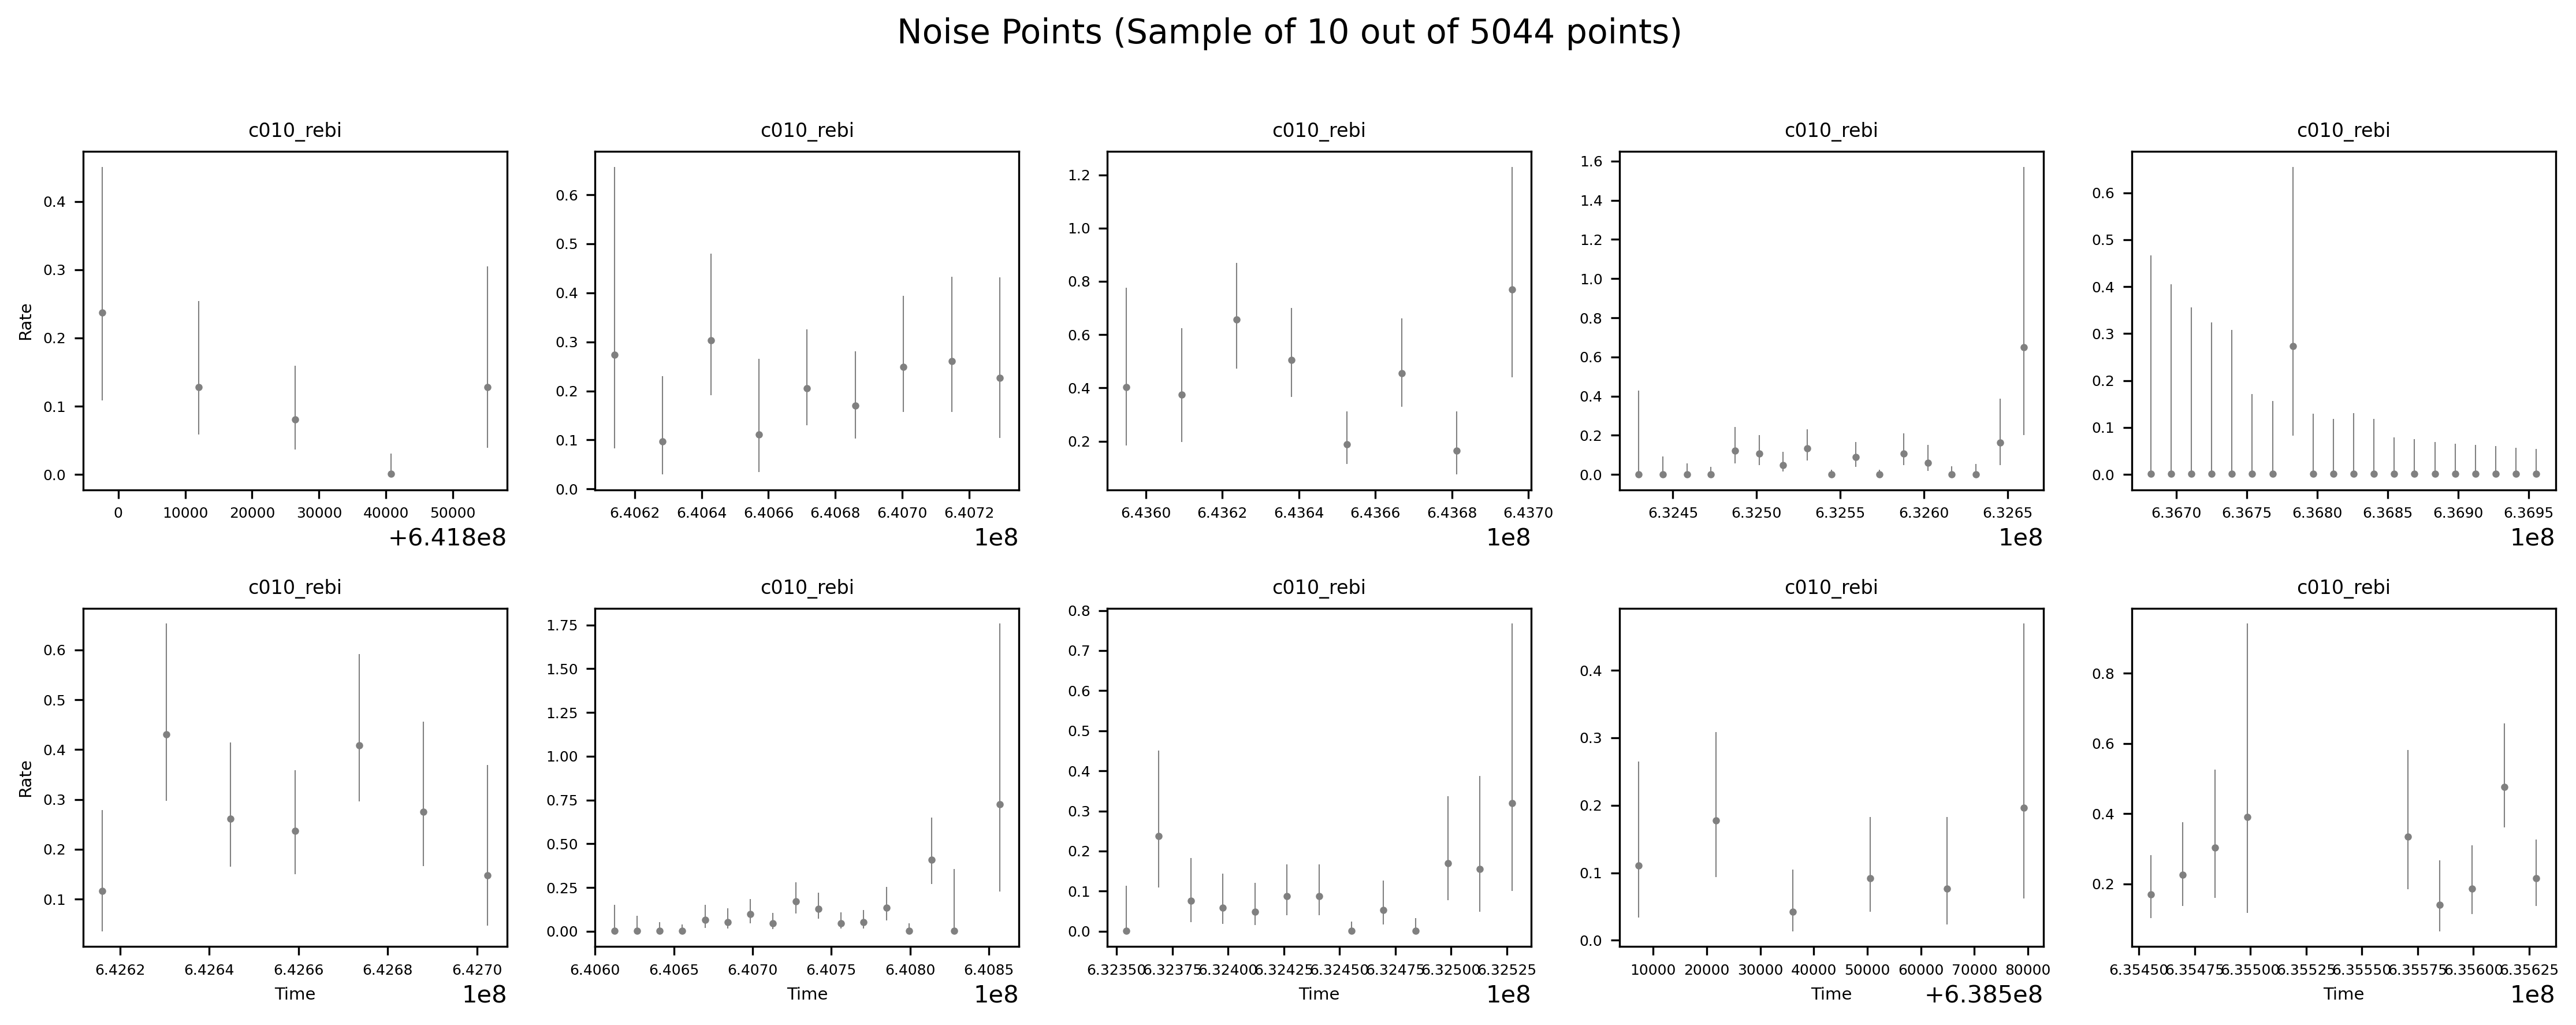 Noise Points (Sample of 10 out of 5044 points)
c010_rebi c010_rebi c010_rebi c010_rebi c010_rebi
Rate
0.4
0.3
0.2
0.1
0.0
0 10000 20000 30000 40000 50000
+6.418e8
0.6
0.5
0.4
0.3
0.2
0.1
0.0
6.4062 6.4064 6.4066 6.4068 6.4070 6.4072
1e8
1.2
1.0
0.8
0.6
0.4
0.2
6.4360 6.4362 6.4364 6.4366 6.4368 6.4370
1e8
1.6
1.4
1.2
1.0
0.8
0.6
0.4
0.2
0.0
6.3245 6.3250 6.3255 6.3260 6.3265
1e8
0.6
0.5
0.4
0.3
0.2
0.1
0.0
6.3670 6.3675 6.3680 6.3685 6.3690 6.3695
1e8
c010_rebi c010_rebi c010_rebi c010_rebi c010_rebi
Rate
0.6
0.5
0.4
0.3
0.2
0.1
6.4262 6.4264 6.4266 6.4268 6.4270
Time
1e8
1.75
1.50
1.25
1.00
0.75
0.50
0.25
0.00
6.4060 6.4065 6.4070 6.4075 6.4080 6.4085
Time
1e8
0.8
0.7
0.6
0.5
0.4
0.3
0.2
0.1
0.0
6.32350 6.32375 6.32400 6.32425 6.32450 6.32475 6.32500 6.32525
Time
1e8
0.4
0.3
0.2
0.1
0.0
10000 20000 30000 40000 50000 60000 70000 80000
Time
+6.385e8
0.8
0.6
0.4
0.2
6.35450 6.35475 6.35500 6.35525 6.35550 6.35575 6.35600 6.35625
Time
1e8